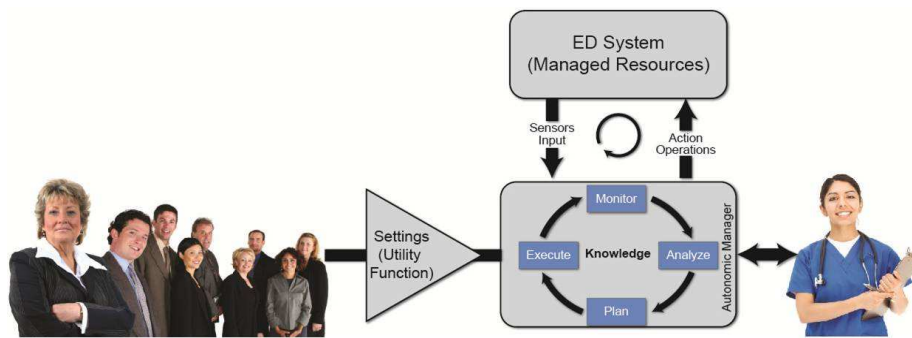 ED System
(Managed Resources)
Sensors
Input
Action
Operations
Settings
(Utility
Function)
Monitor
Execute
Knowledge
Analyze
Plan
Autonomic Manager